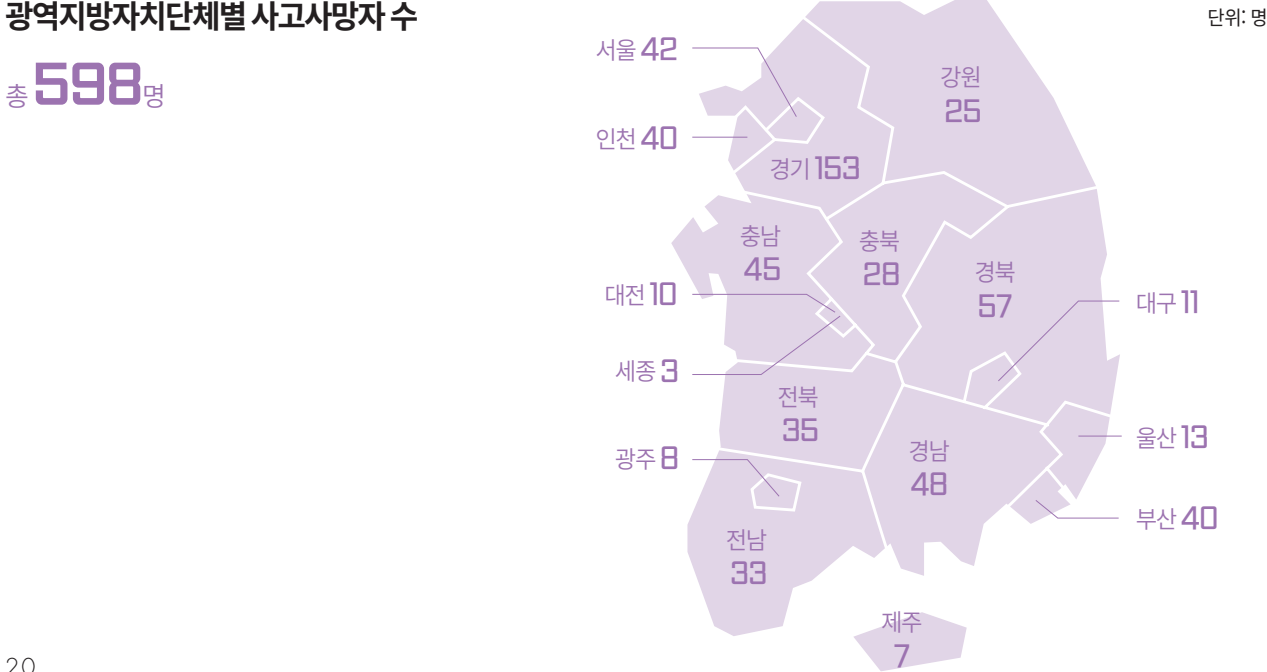 광역지방자치단체별 사고사망자 수
단위: 명
총 598명
서울 42
강원
25
인천 40
경기 153
충남
45
충북
28
경북
57
대전 10
대구 11
세종 3
전북
35
울산 13
광주 8
경남
48
부산 40
전남
33
제주
7
20